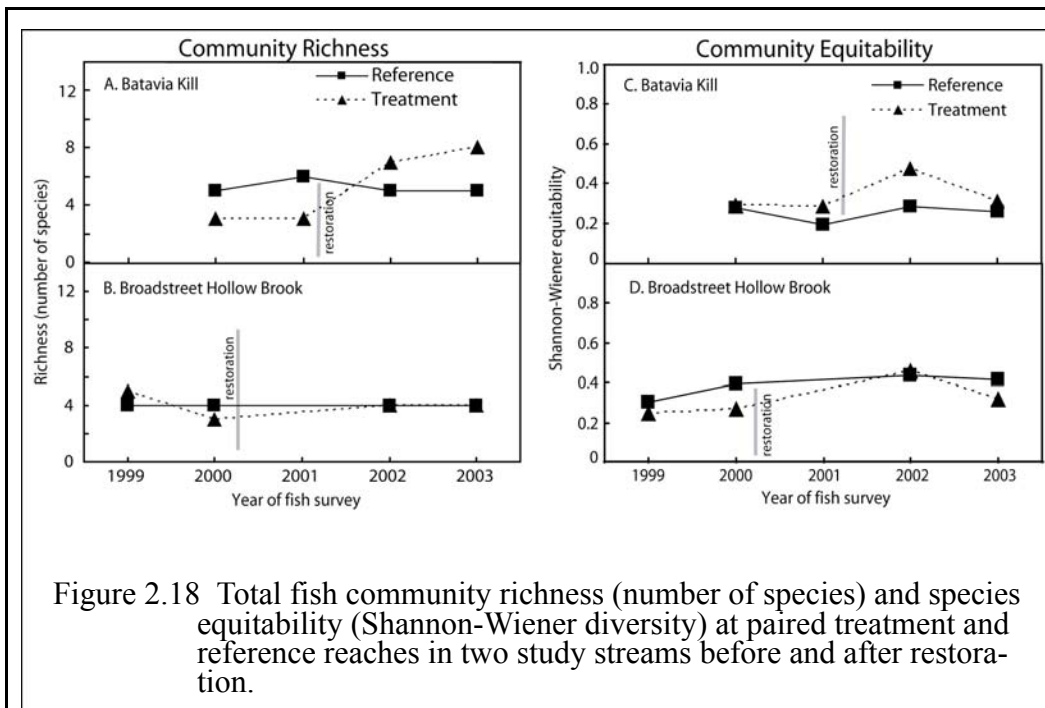 Community Richness
A. Batavia Kill
Reference
Treatment
restoration
12
8
4
0
B. Broadstreet Hollow Brook
restoration
12
8
4
0
Richness (number of species)
1999 2000 2001 2002 2003
Year of fish survey
Community Equitability
C. Batavia Kill
Reference
Treatment
restoration
1.0
0.8
0.6
0.4
0.2
0
D. Broadstreet Hollow Brook
restoration
0.8
0.6
0.4
0.2
0
Shannon-Wiener equitability
1999 2000 2001 2002 2003
Year of fish survey
Figure 2.18 Total fish community richness (number of species) and species
equitability (Shannon-Wiener diversity) at paired treatment and
reference reaches in two study streams before and after restora-
tion.